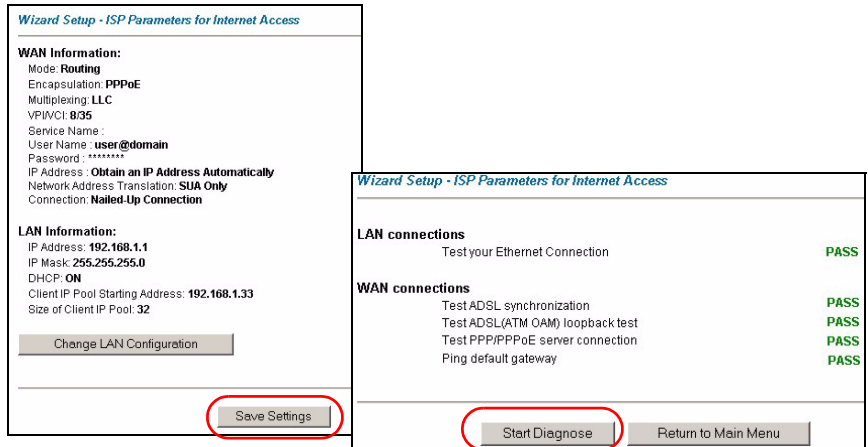 Wizard Setup - ISP Parameters for Internet Access
WAN Information:
Mode: Routing
Encapsulation: PPPoE
Multiplexing: LLC
VPI/VCI: 8/35
Service Name :
User Name : user@domain
Password : ********
IP Address : Obtain an IP Address Automatically
Network Address Translation: SUA Only
Connection: Nailed-Up Connection
LAN Information:
IP Address: 192.168.1.1
IP Mask: 255.255.255.0
DHCP: ON
Client IP Pool Starting Address: 192.168.1.33
Size of Client IP Pool: 32
Change LAN Configuration
Save Settings
Wizard Setup - ISP Parameters for Internet Access
LAN connections
Test your Ethernet Connection PASS
WAN connections
Test ADSL synchronization PASS
Test ADSL(ATM OAM) loopback test PASS
Test PPP/PPPoE server connection PASS
Ping default gateway PASS
Start Diagnose Return to Main Menu